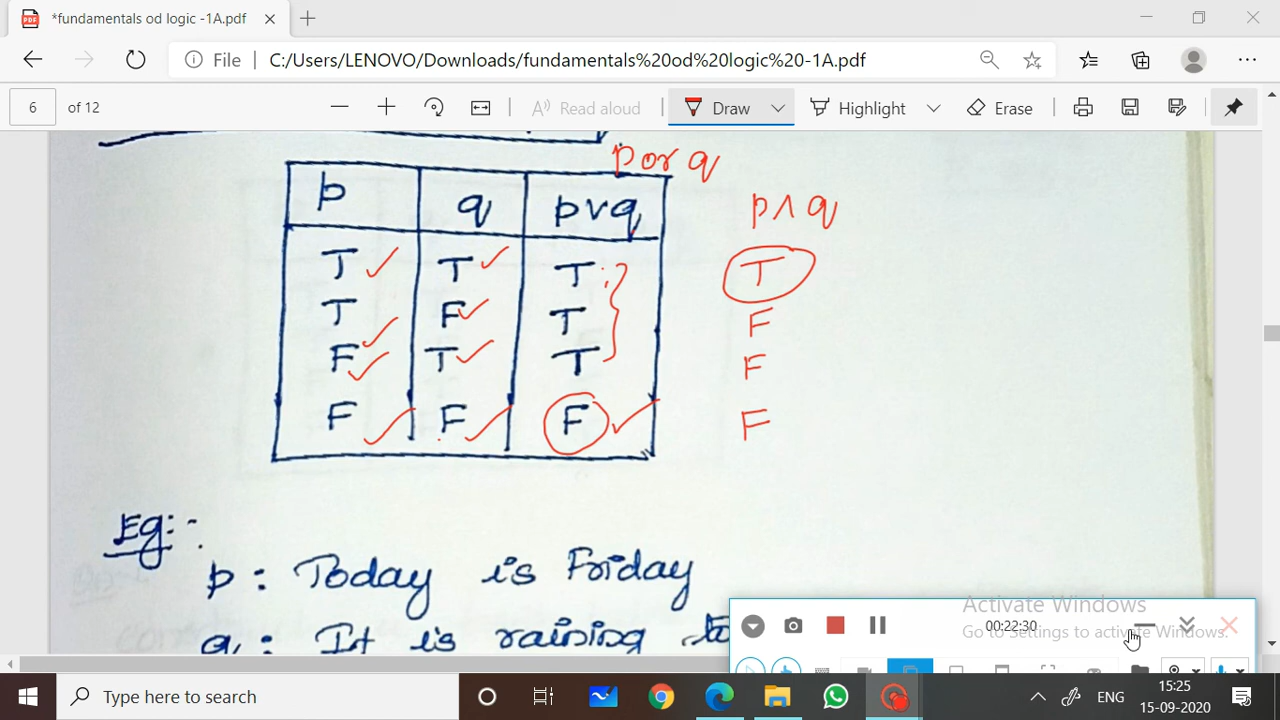 *fundamentals od logic -1A.pdf
File C:/Users/LENOVO/Downloads/fundamentals%20od%20logic%20-1A.pdf
6 of 12 Read aloud Draw Highlight Erase
p or q
p q p∨q p∧q
T T T T
T F T F
F T T F
F F F F
Eg:-
p: Today is Friday
q: It is raining to
Activate Windows
Go to Settings to activate Windows.
00:22:30
Type here to search
ENG
15:25
15-09-2020